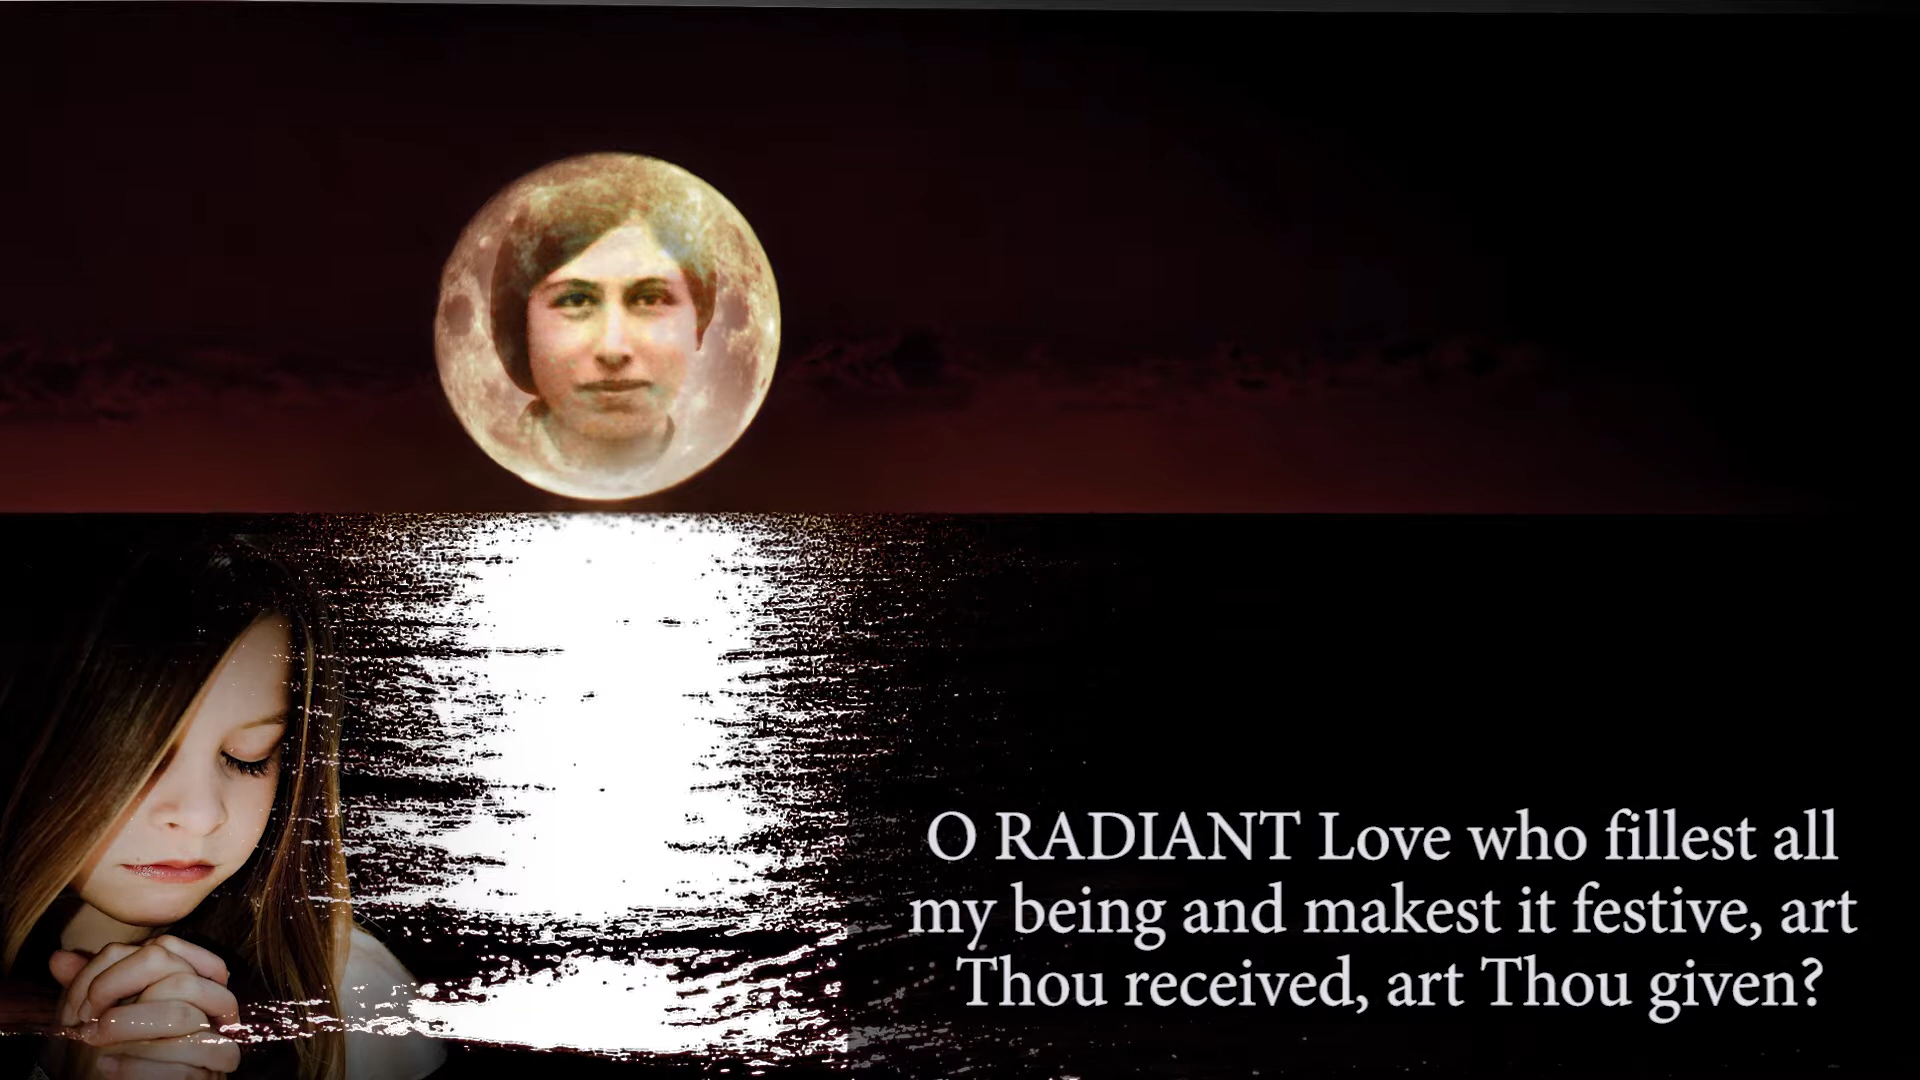 O RADIANT Love who fillest all
my being and makest it festive, art
Thou received, art Thou given?